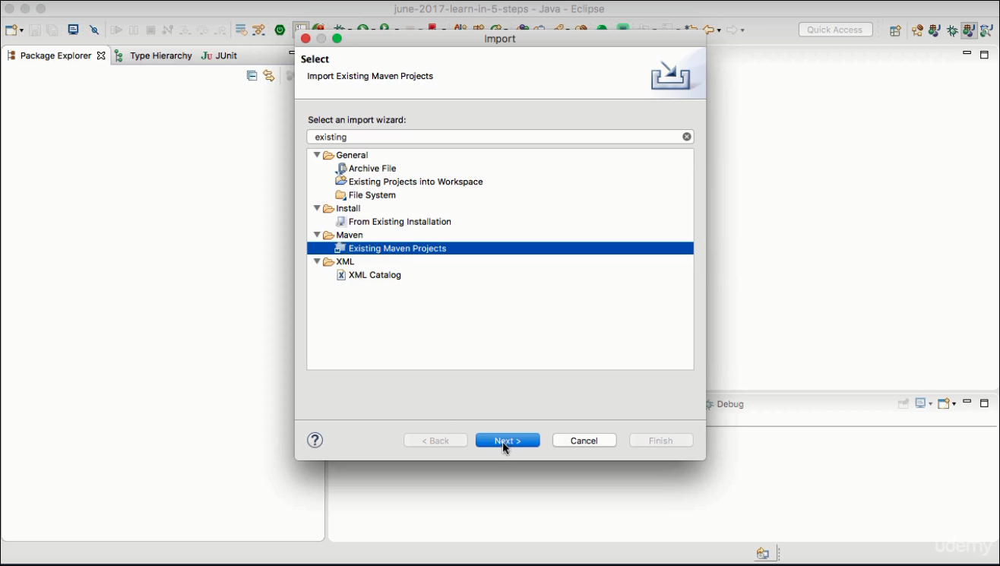 june-2017-learn-in-5-steps - Java - Eclipse
Quick Access
Package Explorer
Type Hierarchy
Ju JUnit
Import
Select
Import Existing Maven Projects
Select an import wizard:
existing
General
Archive File
Existing Projects into Workspace
File System
Install
From Existing Installation
Maven
Existing Maven Projects
XML
X XML Catalog
Debug
?
< Back
Next >
Cancel
Finish
udemy